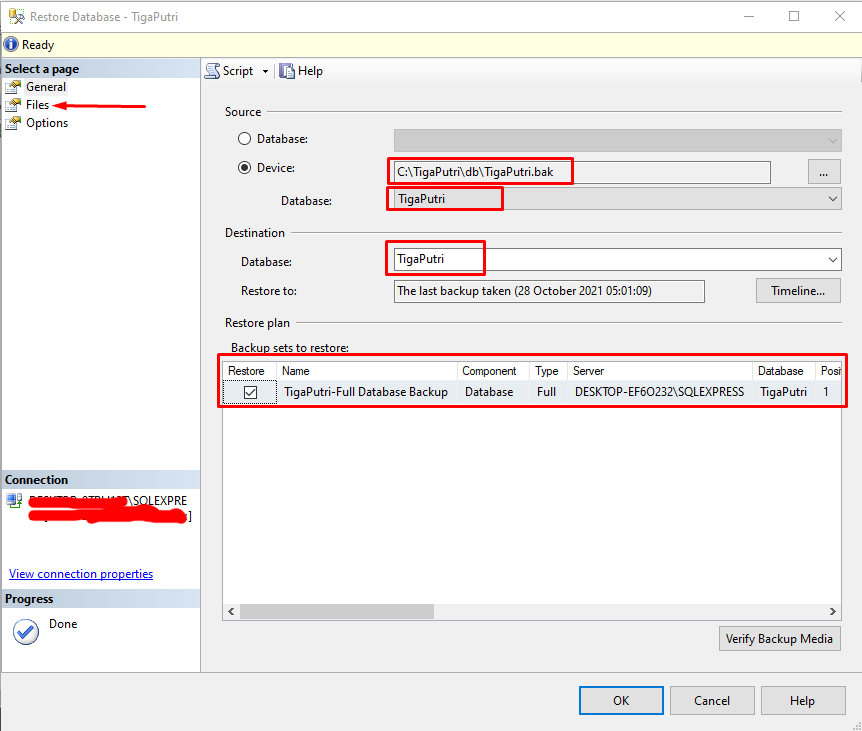 Restore Database - TigaPutri
Ready
Select a page
General
Files
Options
Script
Help
Source
Database:
Device:
C:\TigaPutri\db\TigaPutri.bak
...
Database:
TigaPutri
Destination
Database:
TigaPutri
Restore to:
The last backup taken (28 October 2021 05:01:09)
Timeline...
Restore plan
Backup sets to restore:
Restore Name Component Type Server Database Posi
TigaPutri-Full Database Backup Database Full DESKTOP-EF6O232\SQLEXPRESS TigaPutri 1
Connection
\SQLEXPRE
]
View connection properties
Progress
Done
Verify Backup Media
OK
Cancel
Help